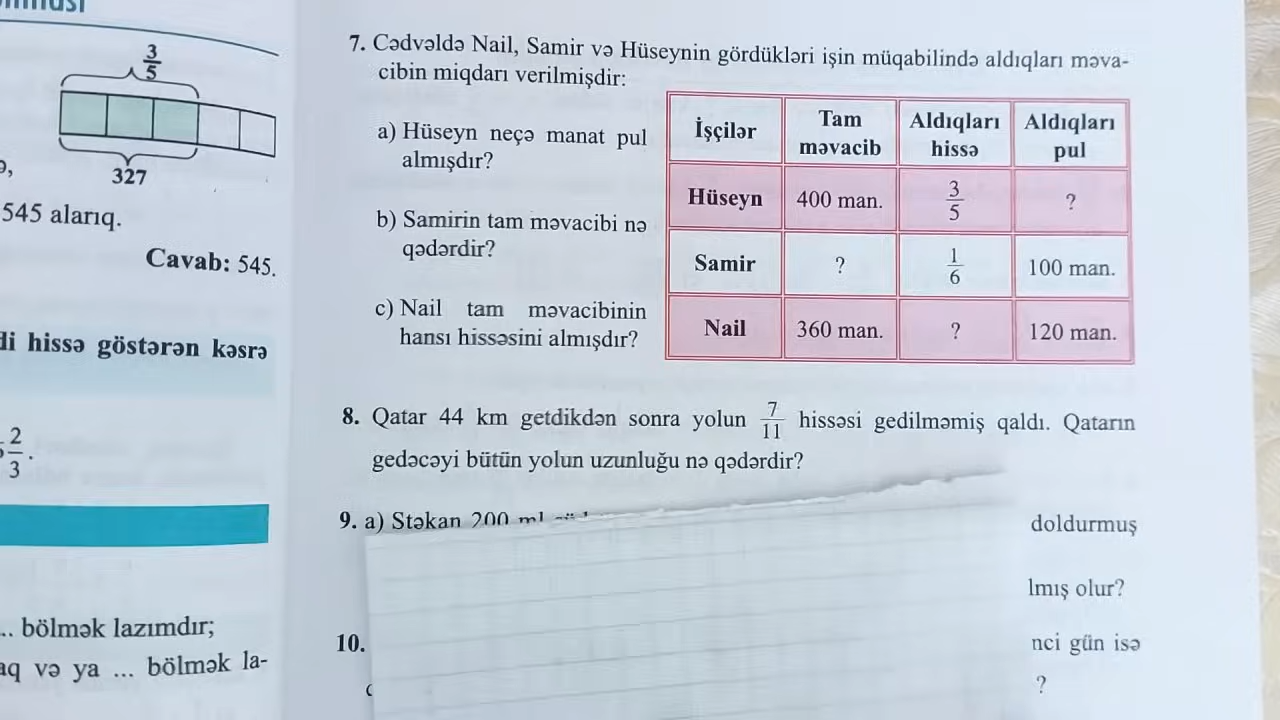 3
5
327
545 alarıq.
Cavab: 545.
hissə göstərən kəsrə
2
3
.. bölmək lazımdır;
və ya ... bölmək la-
7. Cədvəldə Nail, Samir və Hüseynin gördükləri işin müqabilində aldıqları məva-
cibin miqdarı verilmişdir:
a) Hüseyn neçə manat pul
almışdır?
b) Samirin tam məvacibi nə
qədərdir?
c) Nail tam məvacibinin
hansı hissəsini almışdır?
İşçilər Tam məvacib Aldıqları hissə Aldıqları pul
Hüseyn 400 man. 3/5 ?
Samir ? 1/6 100 man.
Nail 360 man. ? 120 man.
8. Qatar 44 km getdikdən sonra yolun 7/11 hissəsi gedilməmiş qaldı. Qatarın
gedəcəyi bütün yolun uzunluğu nə qədərdir?
9. a) Stəkan 200 ml
doldurmuş
lmış olur?
10.
nci gün isə
?